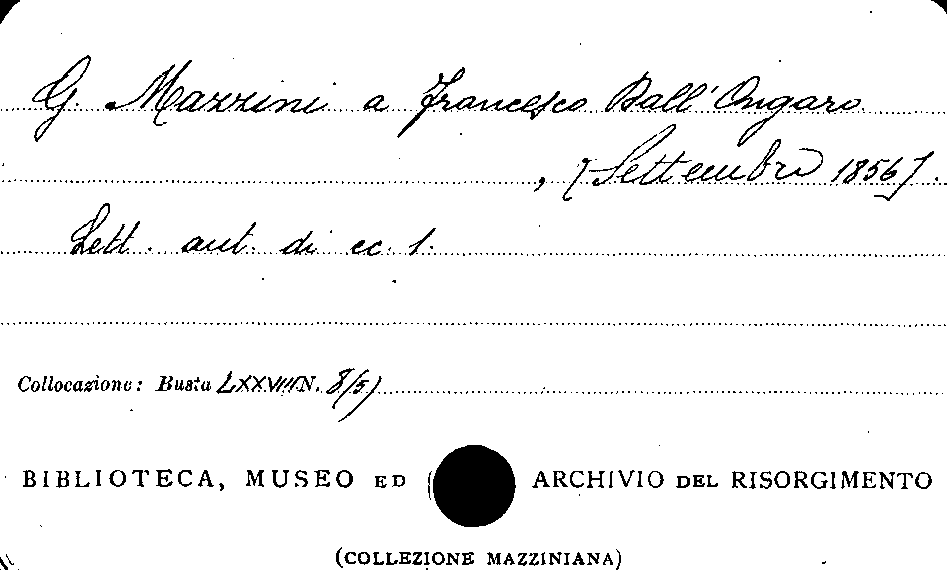 G. Mazzini a Francesco Dall'Ongaro
, [Settembre 1856].
Lett. aut. di cc. 1.
Collocazione: Busta LXXVIII N. 8/5)
BIBLIOTECA, MUSEO ED ARCHIVIO DEL RISORGIMENTO
(COLLEZIONE MAZZINIANA)